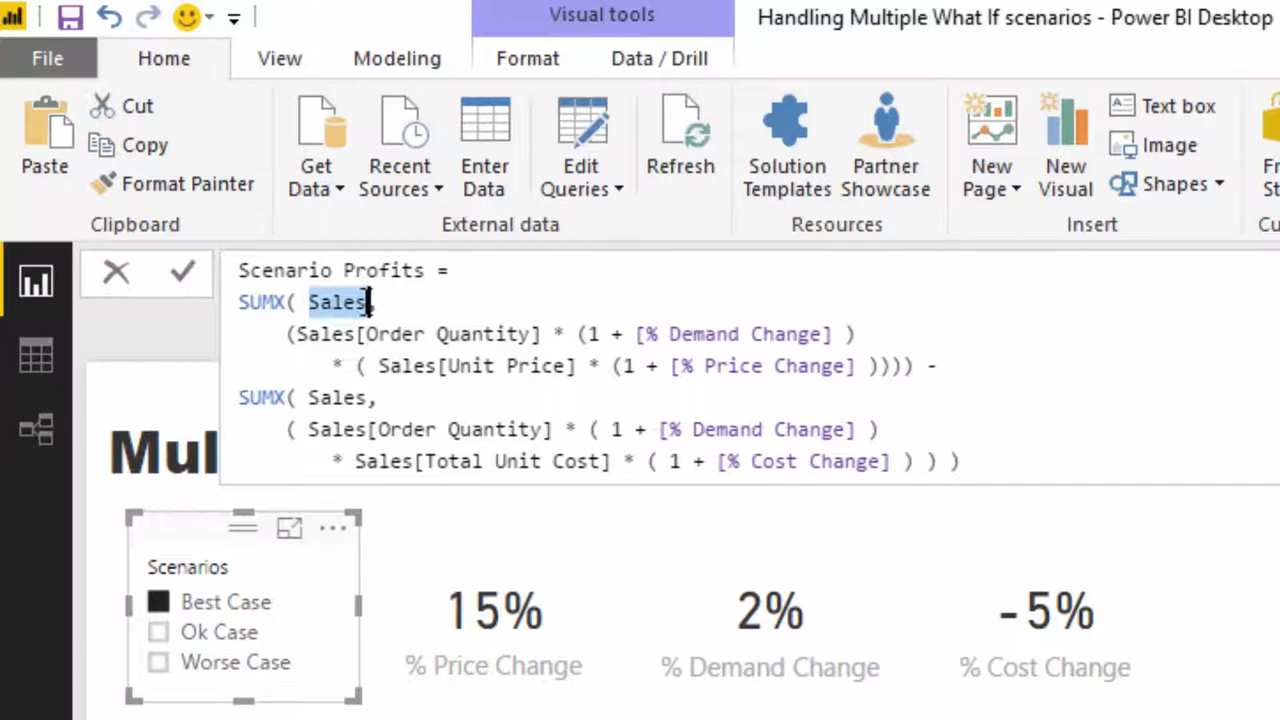 Visual tools
Handling Multiple What If scenarios - Power BI Desktop
File
Home
View
Modeling
Format
Data / Drill
Paste
Cut
Copy
Format Painter
Clipboard
Get
Data
Recent
Sources
Enter
Data
Edit
Queries
External data
Refresh
Solution
Templates
Partner
Showcase
Resources
New
Page
New
Visual
Text box
Image
Shapes
Insert
Scenario Profits =
SUMX( Sales,
(Sales[Order Quantity] * (1 + [% Demand Change] )
* ( Sales[Unit Price] * (1 + [% Price Change] )))) -
SUMX( Sales,
( Sales[Order Quantity] * ( 1 + [% Demand Change] )
* Sales[Total Unit Cost] * ( 1 + [% Cost Change] ) ) )
Mul
Scenarios
Best Case
Ok Case
Worse Case
15%
% Price Change
2%
% Demand Change
-5%
% Cost Change